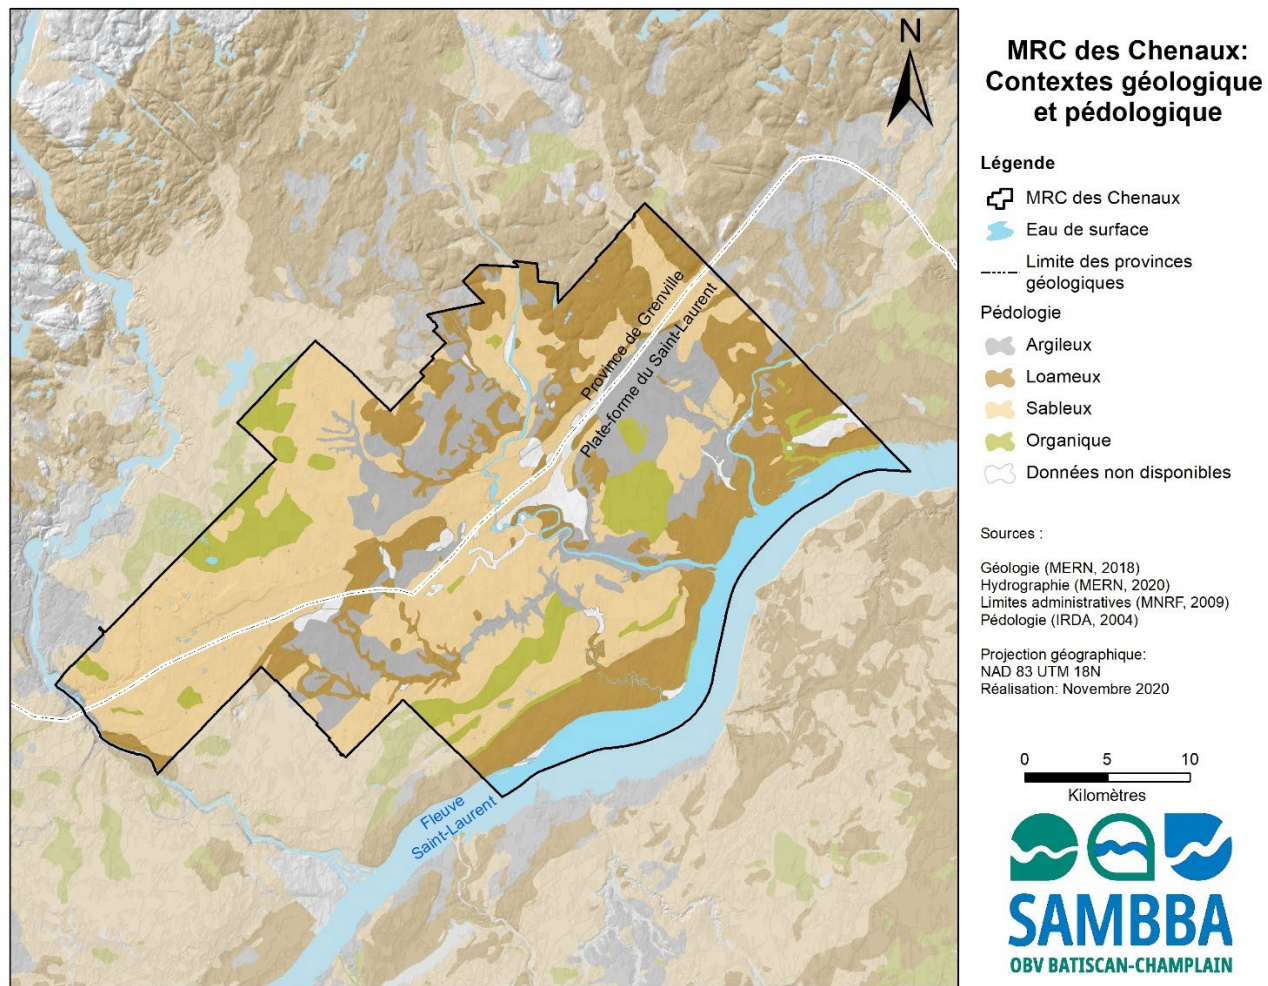 N
Province de Grenville
Plate-forme du Saint-Laurent
Fleuve
Saint-Laurent
MRC des Chenaux:
Contextes géologique
et pédologique
Légende
MRC des Chenaux
Eau de surface
Limite des provinces
géologiques
Pédologie
Argileux
Loameux
Sableux
Organique
Données non disponibles
Sources :
Géologie (MERN, 2018)
Hydrographie (MERN, 2020)
Limites administratives (MNRF, 2009)
Pédologie (IRDA, 2004)
Projection géographique:
NAD 83 UTM 18N
Réalisation: Novembre 2020
0 5 10
Kilomètres
SAMBBA
OBV BATISCAN-CHAMPLAIN